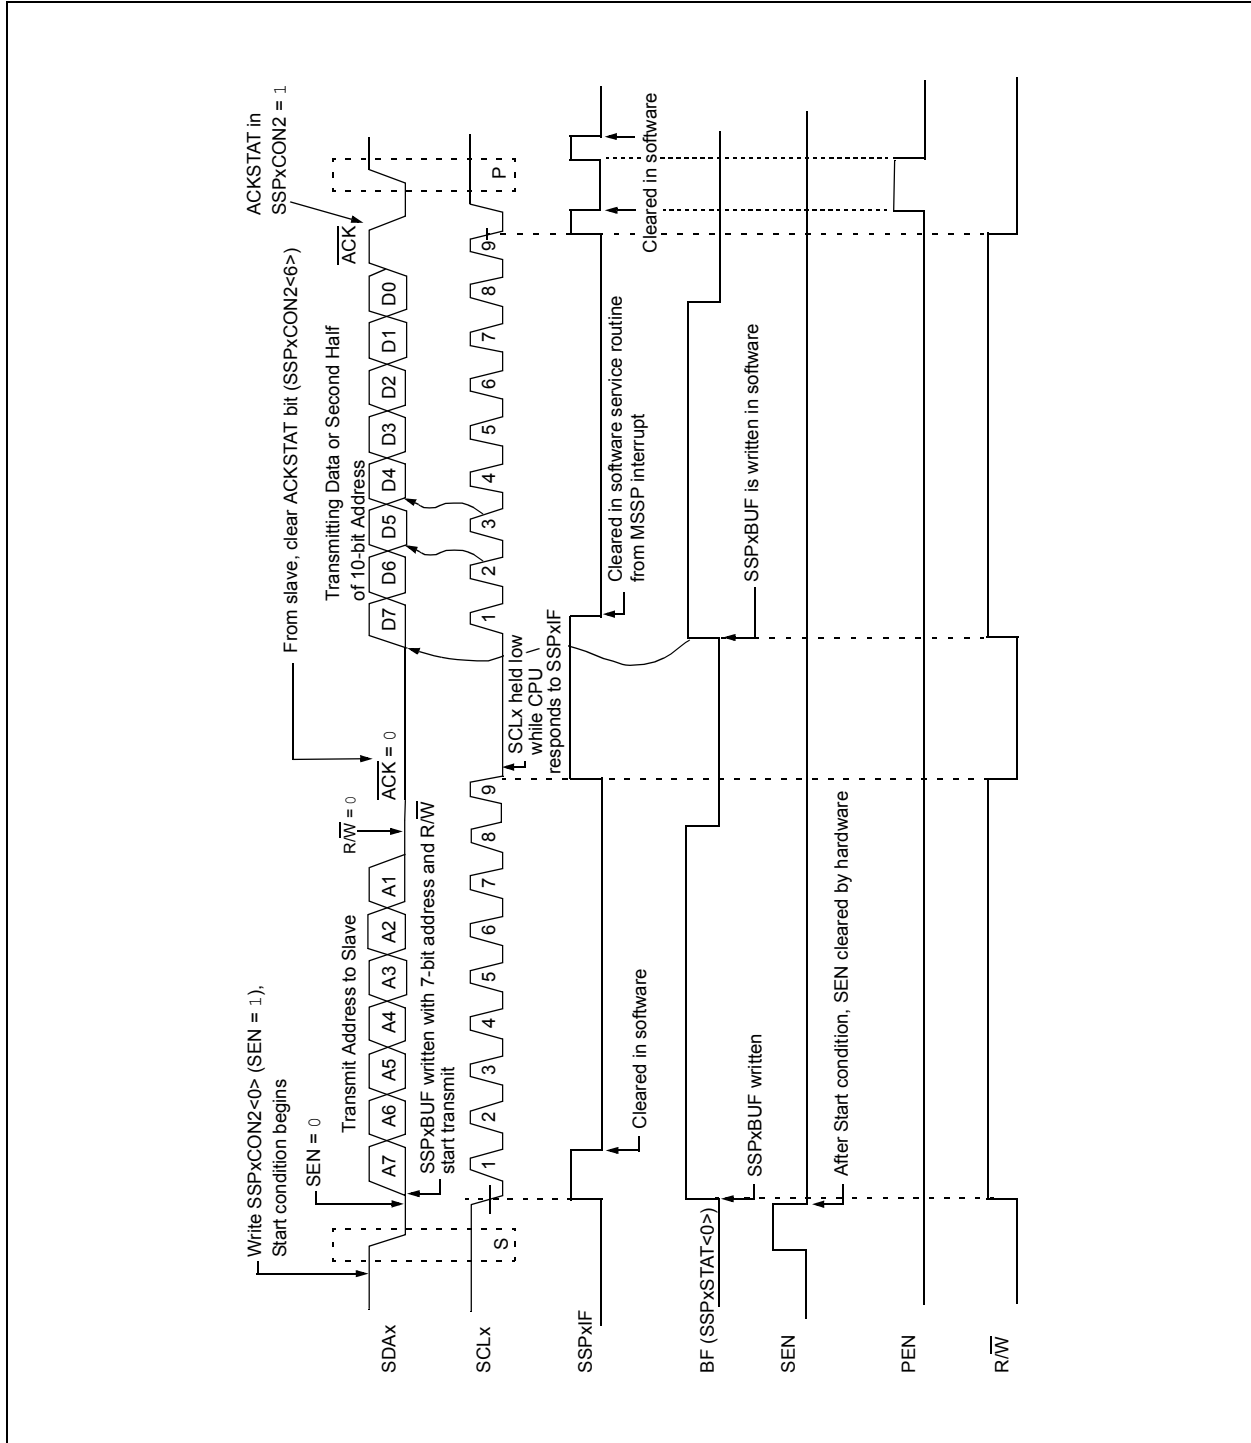 Write SSPxCON2<0> (SEN = 1),
Start condition begins
SEN = 0
Transmit Address to Slave
R/W = 0
From slave, clear ACKSTAT bit (SSPxCON2<6>)
ACK = 0
Transmitting Data or Second Half
of 10-bit Address
ACKSTAT in
SSPxCON2 = 1
ACK
SDAx
A7 A6 A5 A4 A3 A2 A1
D7 D6 D5 D4 D3 D2 D1 D0
SSPxBUF written with 7-bit address and R/W
start transmit
SCLx
S
1 2 3 4 5 6 7 8 9
1 2 3 4 5 6 7 8 9
P
SCLx held low
while CPU
responds to SSPxIF
SSPxIF
Cleared in software
Cleared in software service routine
from MSSP interrupt
Cleared in software
BF (SSPxSTAT<0>)
SSPxBUF written
SSPxBUF is written in software
SEN
After Start condition, SEN cleared by hardware
PEN
R/W